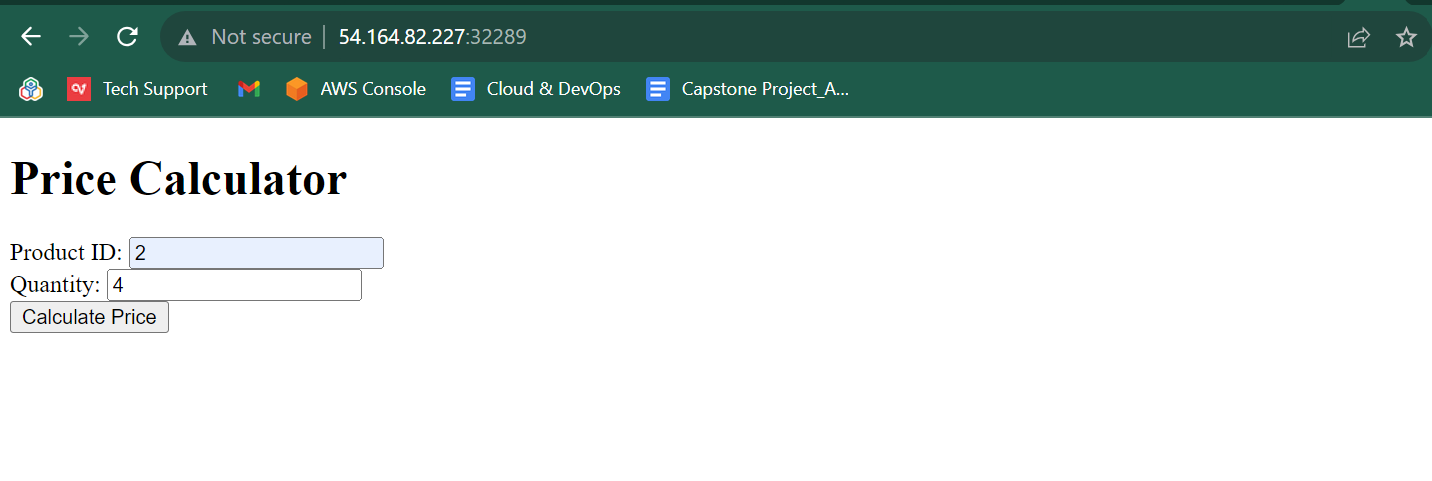 Not secure 54.164.82.227:32289
Tech Support AWS Console Cloud & DevOps Capstone Project_A...
Price Calculator
Product ID: 2
Quantity: 4
Calculate Price